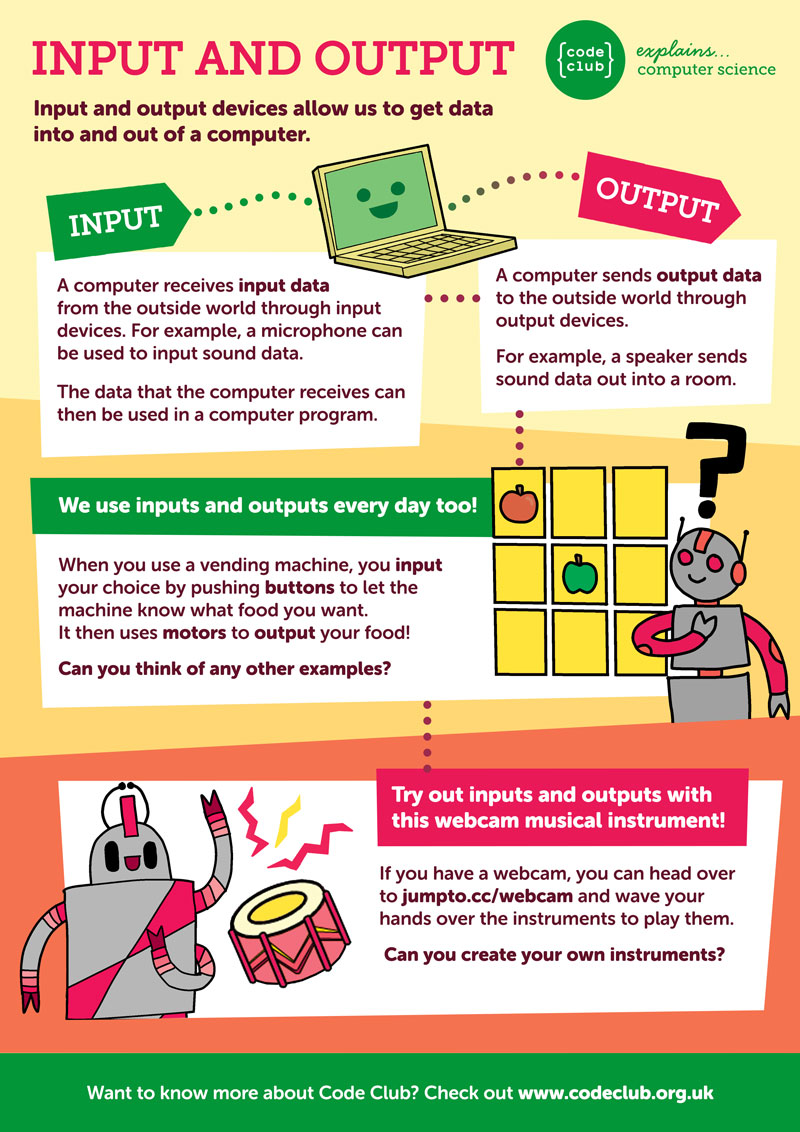 INPUT AND OUTPUT
{code
club}
explains...
computer science
Input and output devices allow us to get data
into and out of a computer.
INPUT
OUTPUT
A computer receives input data
from the outside world through input
devices. For example, a microphone can
be used to input sound data.
The data that the computer receives can
then be used in a computer program.
A computer sends output data
to the outside world through
output devices.
For example, a speaker sends
sound data out into a room.
We use inputs and outputs every day too!
?
When you use a vending machine, you input
your choice by pushing buttons to let the
machine know what food you want.
It then uses motors to output your food!
Can you think of any other examples?
Try out inputs and outputs with
this webcam musical instrument!
If you have a webcam, you can head over
to jumpto.cc/webcam and wave your
hands over the instruments to play them.
Can you create your own instruments?
Want to know more about Code Club? Check out www.codeclub.org.uk